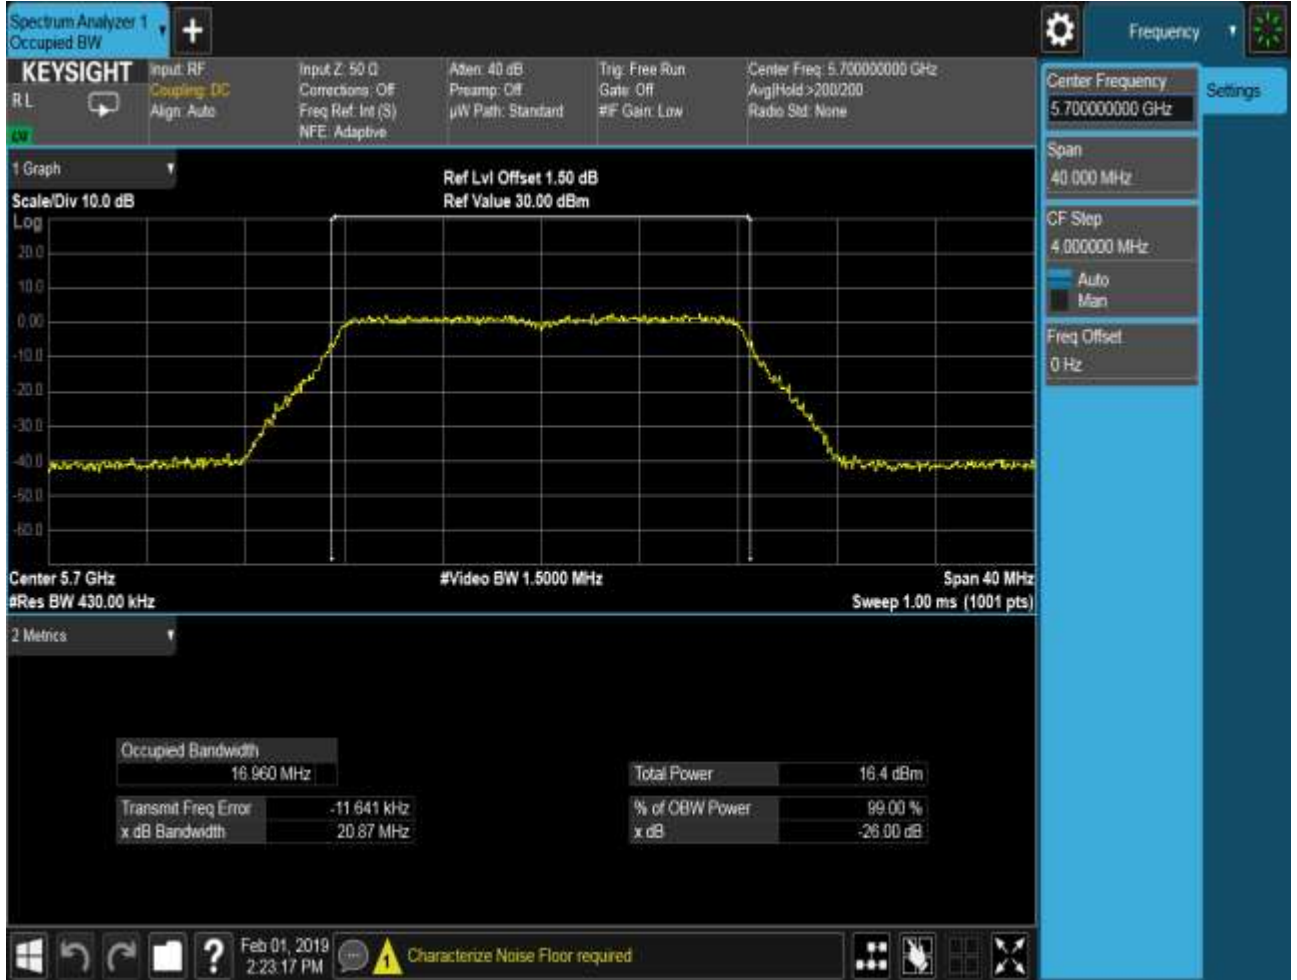 Spectrum Analyzer 1
Occupied BW
Frequency
KEYSIGHT
R L
Input: RF
Coupling: DC
Align: Auto
Input Z: 50 Ω
Corrections: Off
Freq Ref: Int (S)
NFE: Adaptive
Atten: 40 dB
Preamp: Off
µW Path: Standard
Trig: Free Run
Gate: Off
#IF Gain: Low
Center Freq: 5.700000000 GHz
Avg|Hold:>200/200
Radio Std: None
Center Frequency
5.700000000 GHz
Settings
Span
40.000 MHz
CF Step
4.000000 MHz
Auto
Man
Freq Offset
0 Hz
1 Graph
Scale/Div 10.0 dB
Ref Lvl Offset 1.50 dB
Ref Value 30.00 dBm
Log
20.0
10.0
0.00
-10.0
-20.0
-30.0
-40.0
-50.0
-60.0
Center 5.7 GHz
#Video BW 1.5000 MHz
Span 40 MHz
#Res BW 430.00 kHz
Sweep 1.00 ms (1001 pts)
2 Metrics
Occupied Bandwidth
16.960 MHz
Total Power 16.4 dBm
Transmit Freq Error -11.641 kHz
% of OBW Power 99.00 %
x dB Bandwidth 20.87 MHz
x dB -26.00 dB
Feb 01, 2019
2:23:17 PM
1
Characterize Noise Floor required